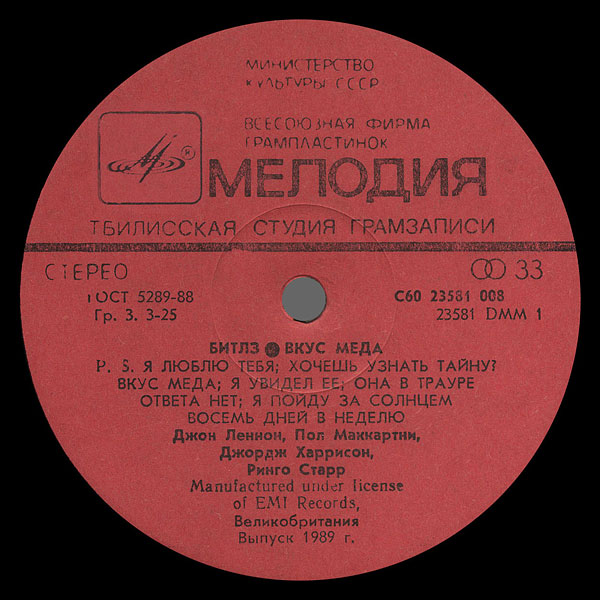 МИНИСТЕРСТВО
КУЛЬТУРЫ СССР
ВСЕСОЮЗНАЯ ФИРМА
ГРАМПЛАСТИНОК
®
МЕЛОДИЯ
ТБИЛИССКАЯ СТУДИЯ ГРАМЗАПИСИ
СТЕРЕО 33
ГОСТ 5289-88 С60 23581 008
Гр. 3. 3-25 23581 DMM 1
БИТЛЗ ВКУС МЕДА
P. S. Я ЛЮБЛЮ ТЕБЯ; ХОЧЕШЬ УЗНАТЬ ТАЙНУ?
ВКУС МЕДА; Я УВИДЕЛ ЕЕ; ОНА В ТРАУРЕ
ОТВЕТА НЕТ; Я ПОЙДУ ЗА СОЛНЦЕМ
ВОСЕМЬ ДНЕЙ В НЕДЕЛЮ
Джон Леннон, Пол Маккартни,
Джордж Харрисон,
Ринго Старр
Manufactured under license
of EMI Records,
Великобритания
Выпуск 1989 г.